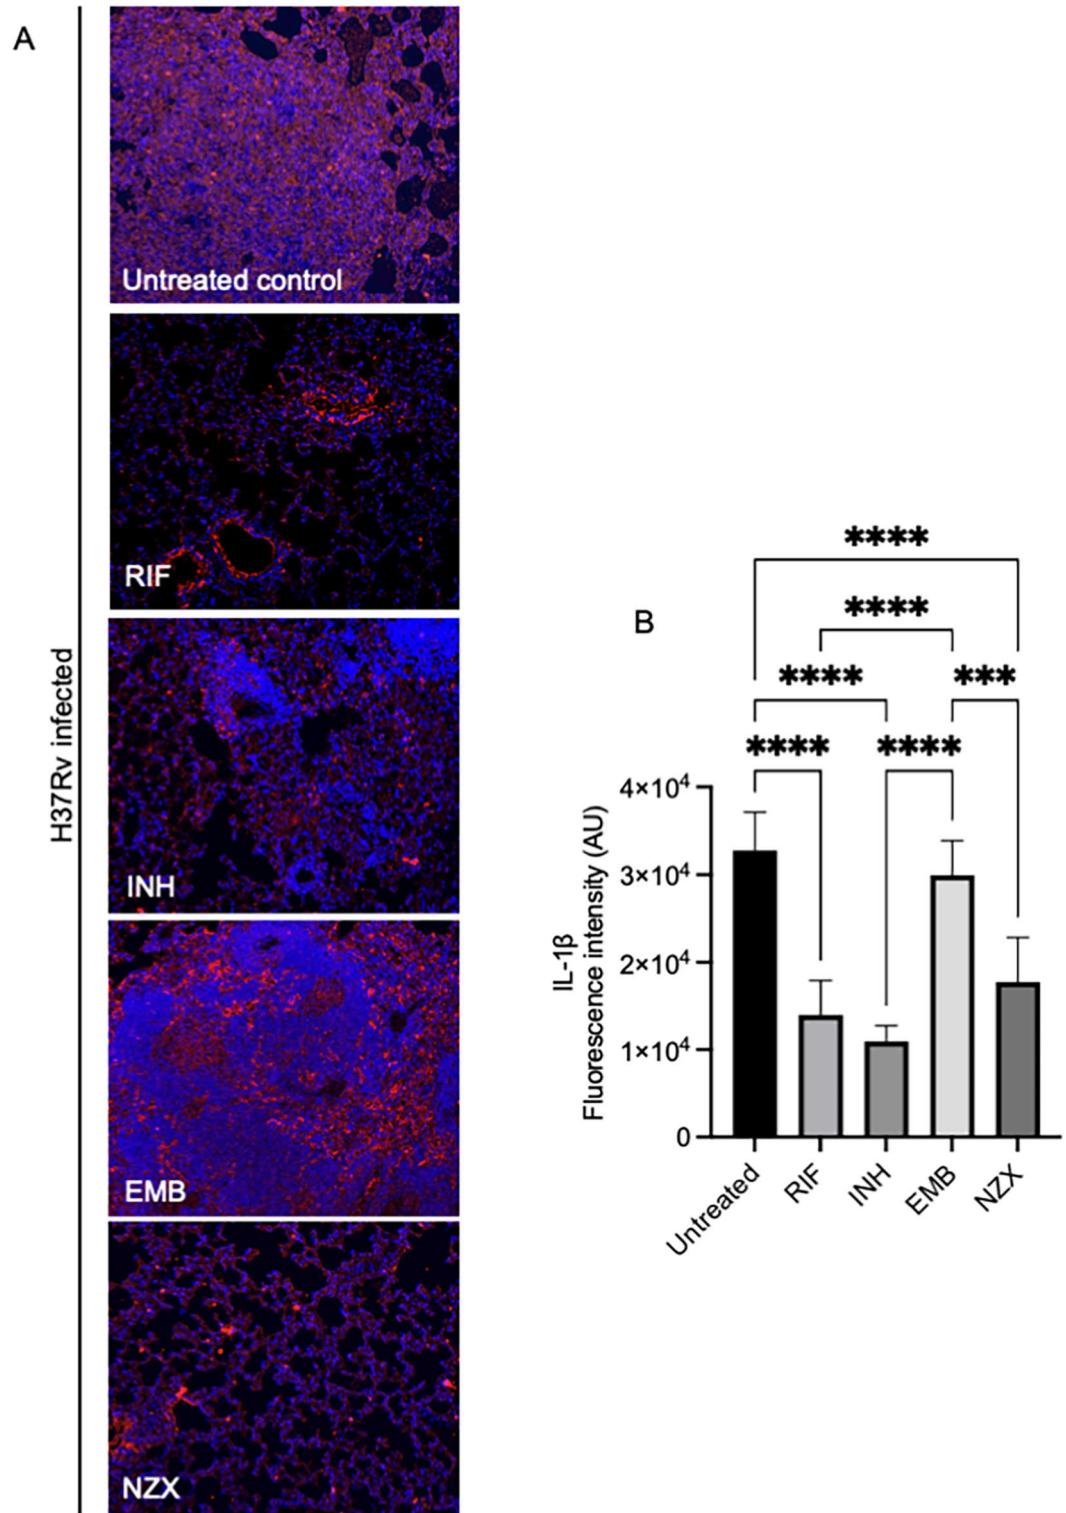 A
H37Rv infected
Untreated control
RIF
INH
EMB
NZX
B
****
****
**** ***
**** ****
IL-1β
Fluorescence intensity (AU)
4×10⁴
3×10⁴
2×10⁴
1×10⁴
0
Untreated RIF INH EMB NZX